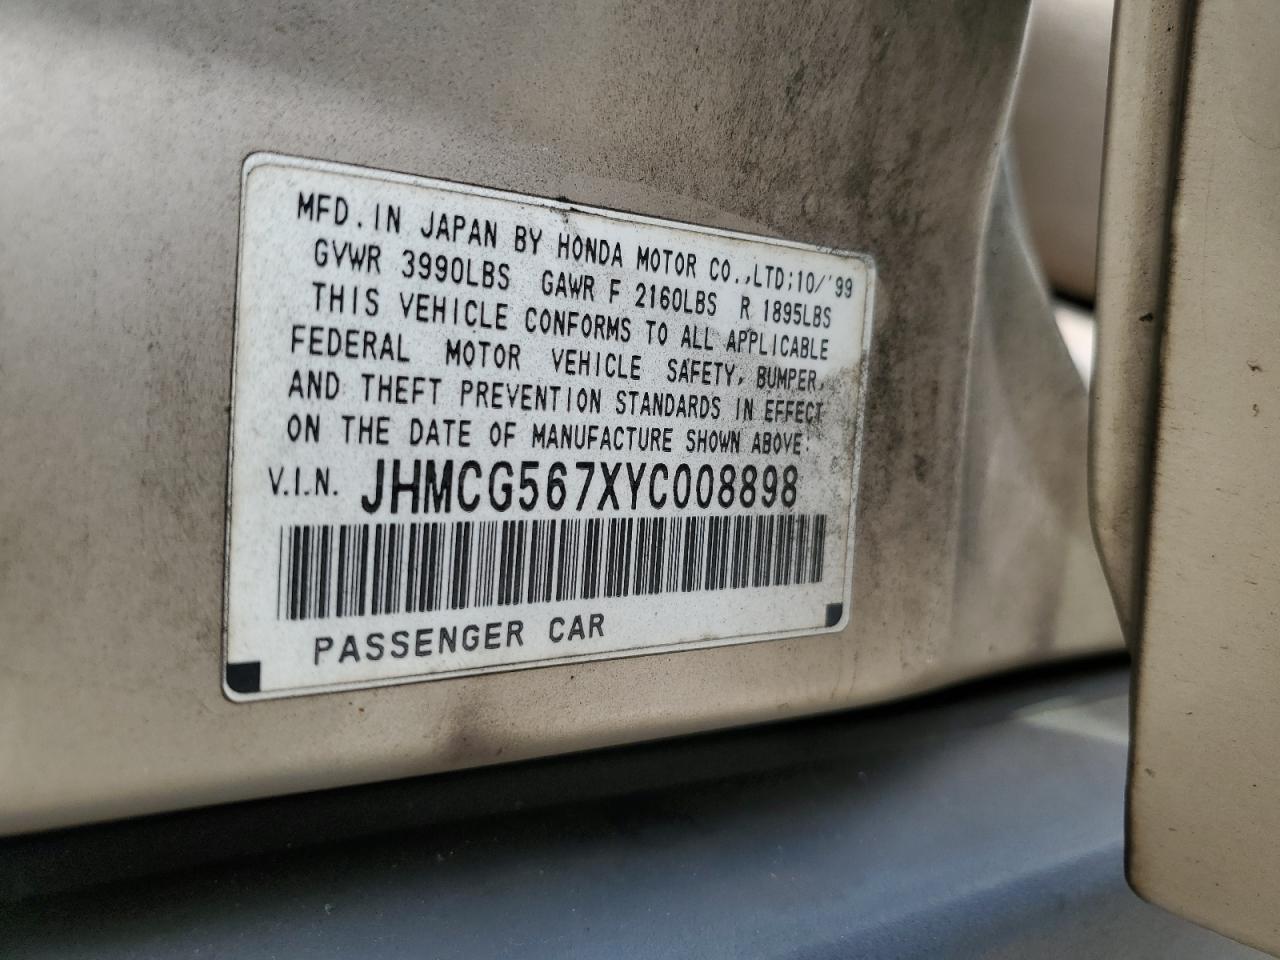 MFD. IN JAPAN BY HONDA MOTOR CO.,LTD;10/'99
GVWR 3990LBS GAWR F 2160LBS R 1895LBS
THIS VEHICLE CONFORMS TO ALL APPLICABLE
FEDERAL MOTOR VEHICLE SAFETY, BUMPER,
AND THEFT PREVENTION STANDARDS IN EFFECT
ON THE DATE OF MANUFACTURE SHOWN ABOVE.
V.I.N. JHMCG567XYC008898
PASSENGER CAR